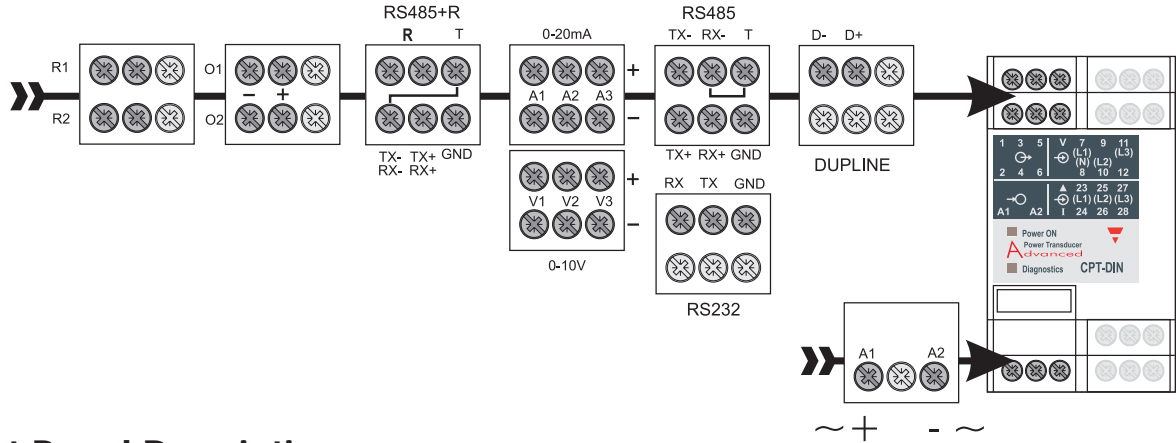 RS485+R
R T
0-20mA
RS485
TX- RX- T
D- D+
R1
R2
O1
- +
O2
A1 A2 A3
+
-
TX- TX+ GND
RX- RX+
TX+ RX+ GND
DUPLINE
V1 V2 V3
+
-
0-10V
RX TX GND
RS232
1 3 5 V 7 9 11
(L1) (L3)
(N) (L2)
2 4 6 8 10 12
▲ 23 25 27
(L1) (L2) (L3)
A1 A2 I 24 26 28
Power ON
Power Transducer
Advanced
Diagnostics CPT-DIN
A1 A2
~ + - ~